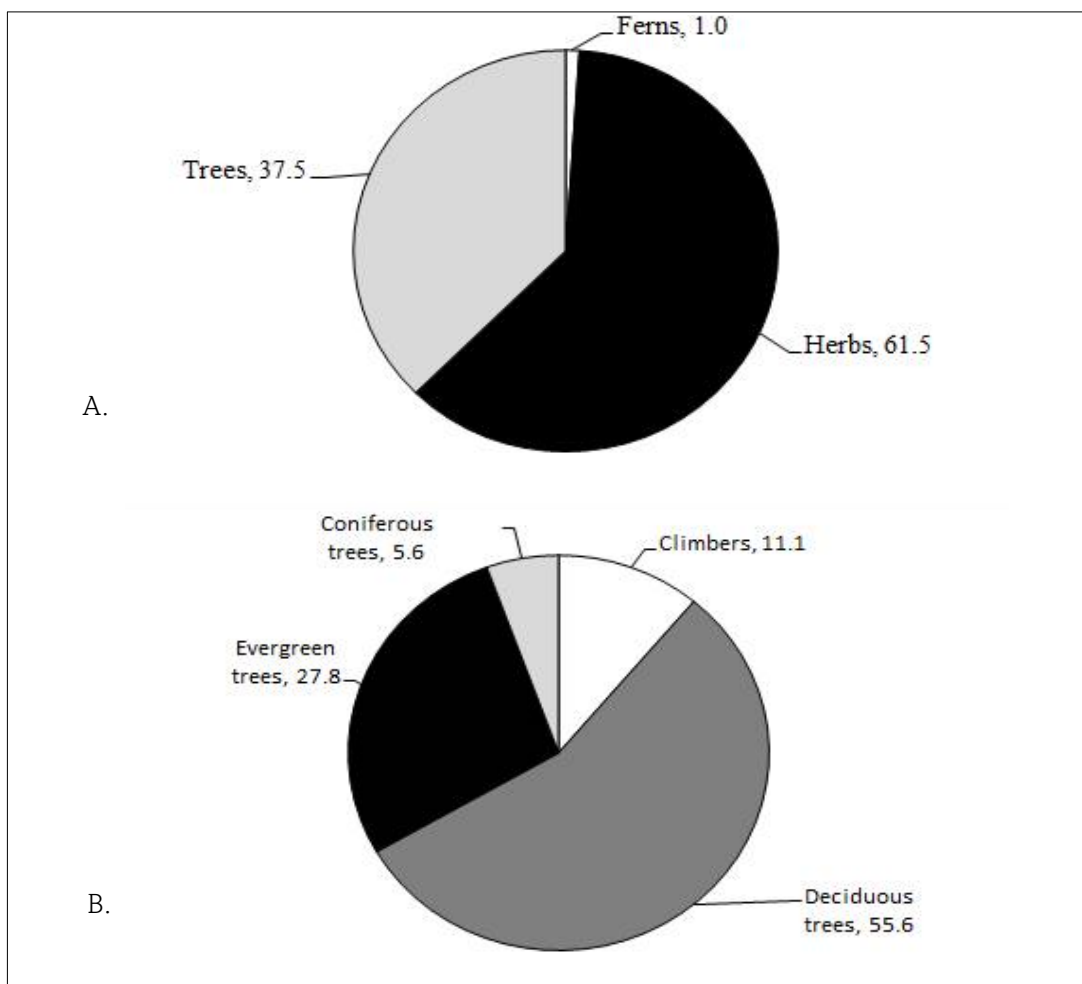 Ferns, 1.0
Trees, 37.5
Herbs, 61.5
A.
Coniferous
trees, 5.6
Climbers, 11.1
Evergreen
trees, 27.8
Deciduous
trees, 55.6
B.